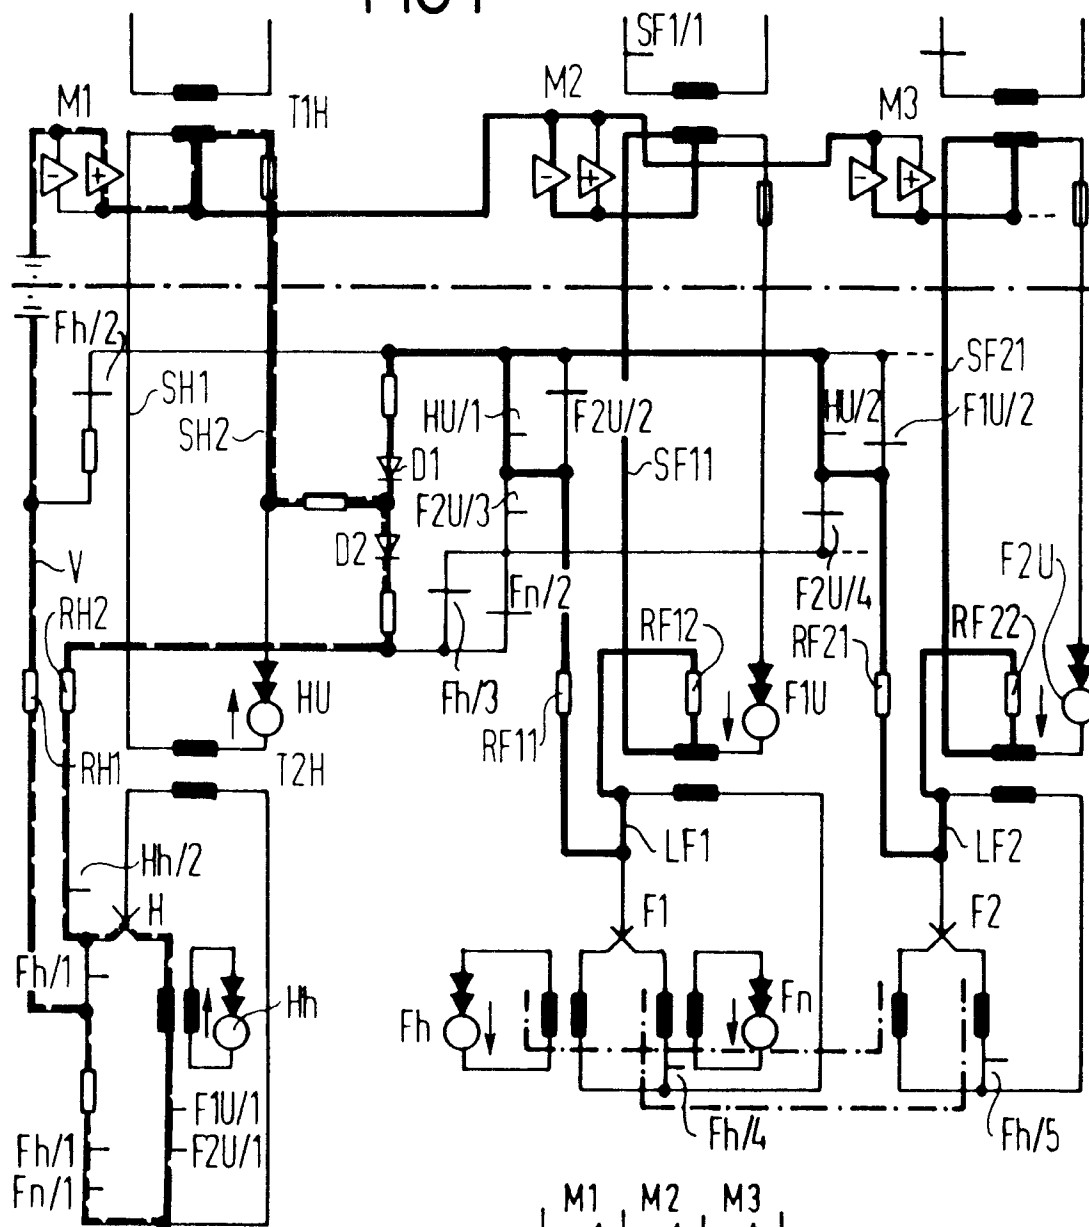 SF1/1
M1
M2
M3
T1H
- + - + - +
Fh/2
SH1
SH2
HU/1
F2U/2
HU/2
F1U/2
SF21
D1
F2U/3
SF11
V
D2
RH2
Fn/2
F2U/4
F2U
RF12
RF21
RF22
HU
Fh/3
F1U
RF11
RH1
T2H
Hh/2
LF1
LF2
H
F1
F2
Fh/1
Hh
Fh
Fn
F1U/1
Fh/1
F2U/1
Fh/4
Fh/5
Fn/1
M1 M2 M3